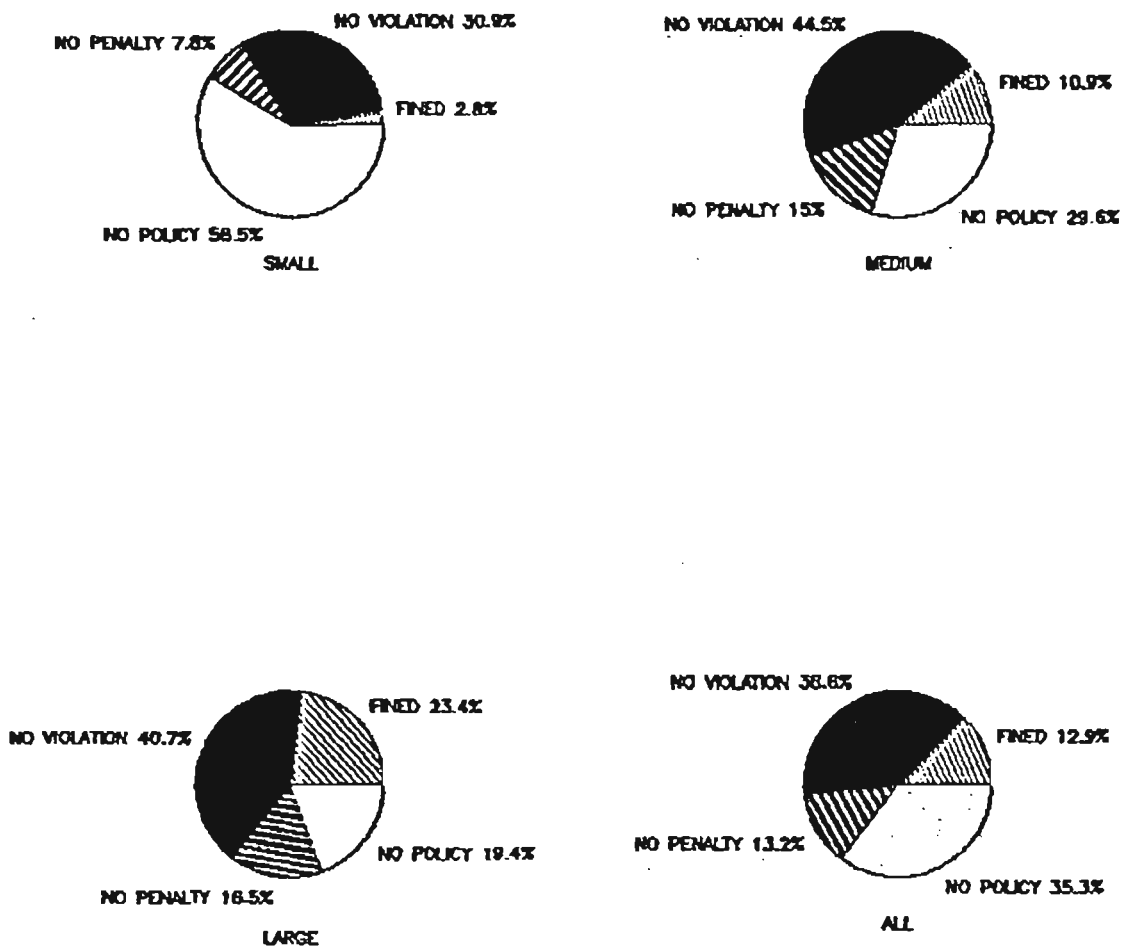 NO VIOLATION 30.9%
NO PENALTY 7.8%
FINED 2.8%
NO POLICY 58.5%
SMALL
NO VIOLATION 44.5%
FINED 10.9%
NO PENALTY 15%
NO POLICY 29.6%
MEDIUM
FINED 23.4%
NO VIOLATION 40.7%
NO POLICY 19.4%
NO PENALTY 16.5%
LARGE
NO VIOLATION 38.6%
FINED 12.9%
NO PENALTY 13.2%
NO POLICY 35.3%
ALL